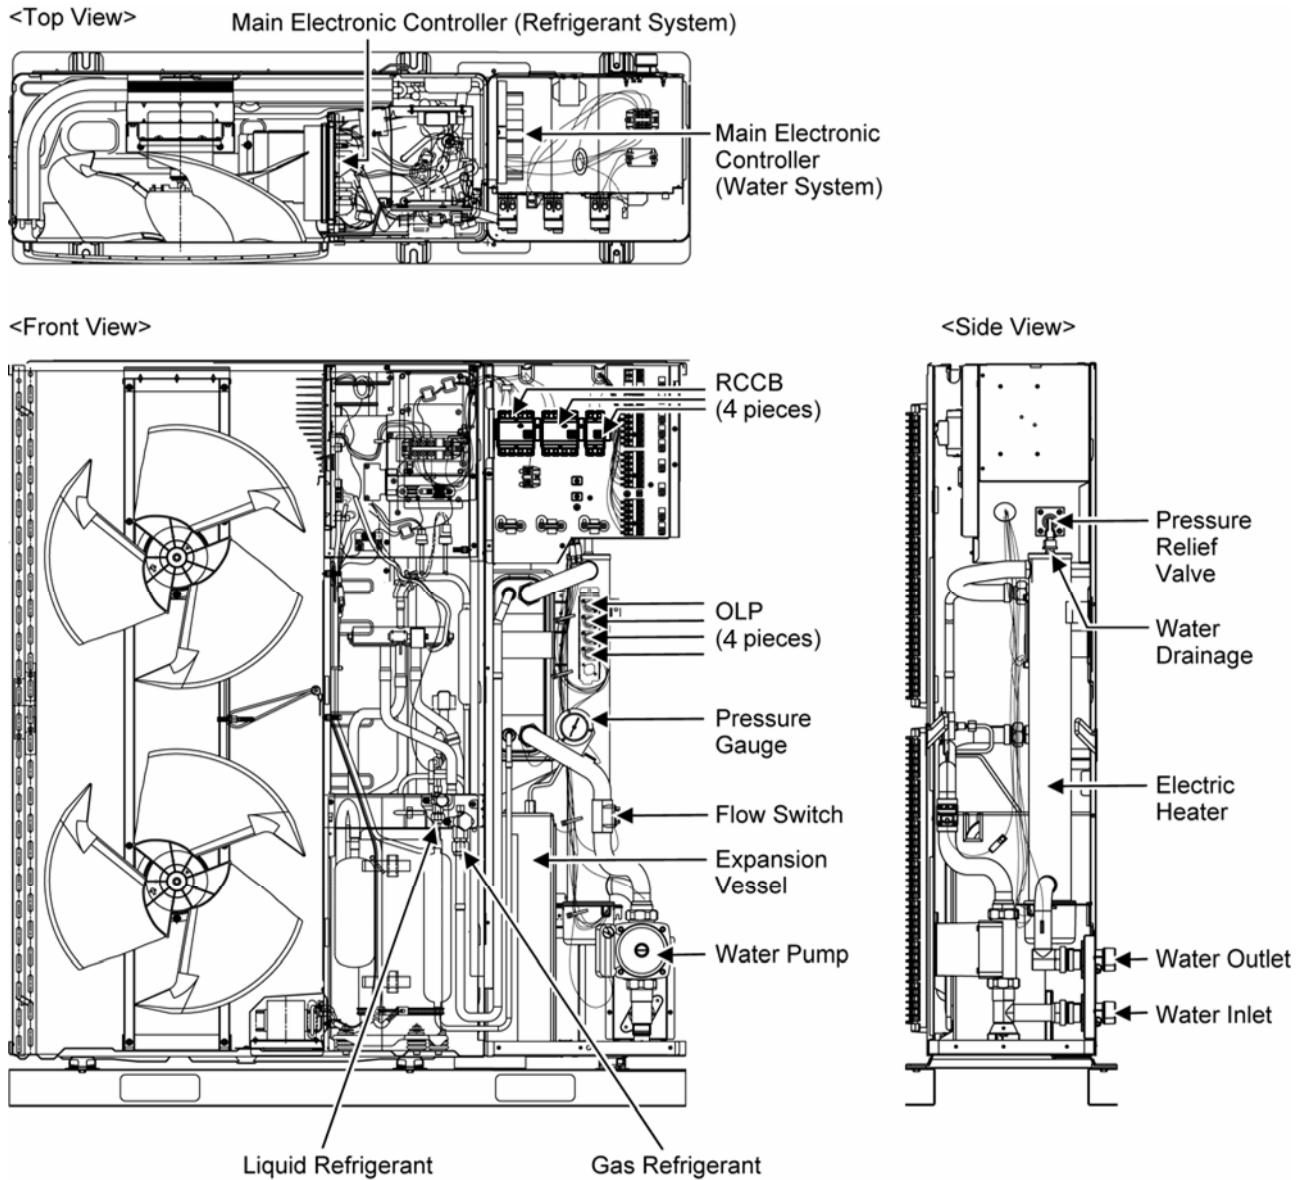 <Top View>
Main Electronic Controller (Refrigerant System)
Main Electronic
Controller
(Water System)
<Front View>
<Side View>
RCCB
(4 pieces)
OLP
(4 pieces)
Pressure
Gauge
Flow Switch
Expansion
Vessel
Water Pump
Pressure
Relief
Valve
Water
Drainage
Electric
Heater
Water Outlet
Water Inlet
Liquid Refrigerant
Gas Refrigerant